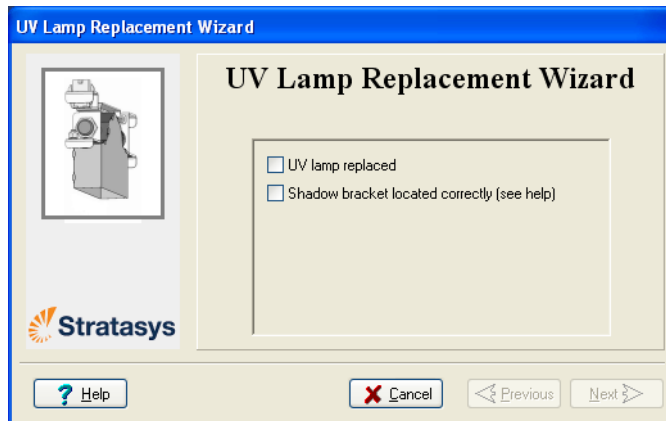 UV Lamp Replacement Wizard
UV Lamp Replacement Wizard
UV lamp replaced
Shadow bracket located correctly (see help)
Stratasys
Help
Cancel
Previous
Next